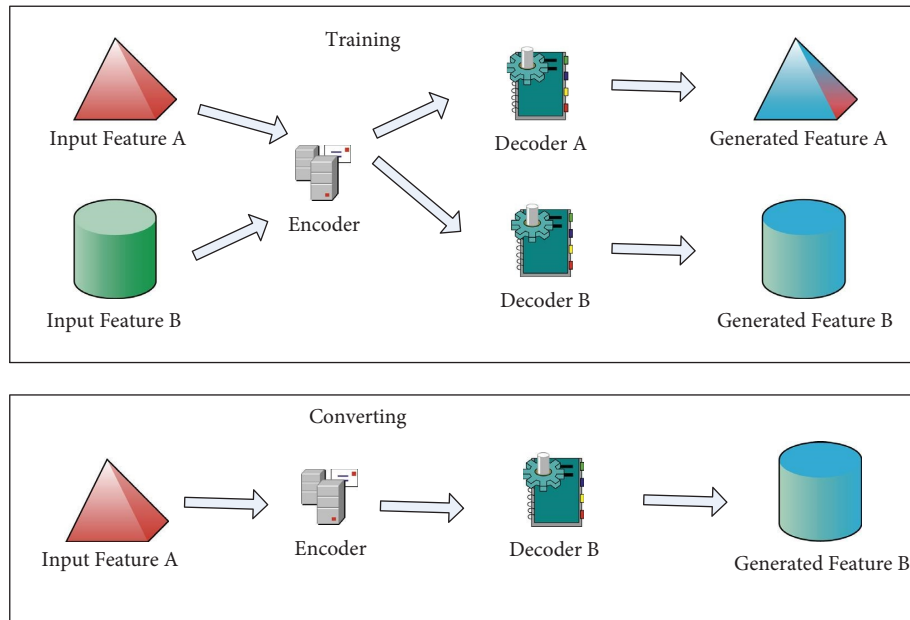 Training
Input Feature A
Decoder A
Generated Feature A
Encoder
Input Feature B
Decoder B
Generated Feature B
Converting
Input Feature A
Encoder
Decoder B
Generated Feature B